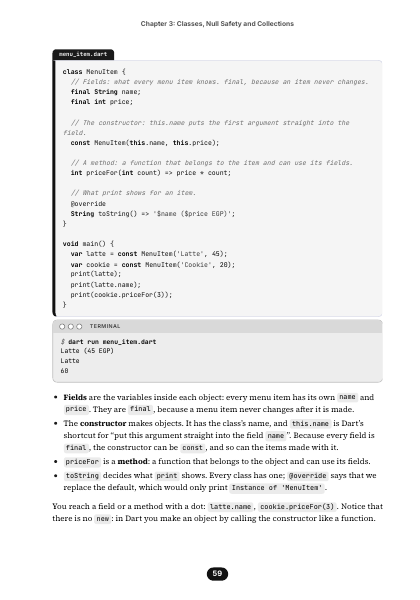 Chapter 3: Classes, Null Safety and Collections
menu_item.dart
class MenuItem {
  // Fields: what every menu item knows. final, because an item never changes.
  final String name;
  final int price;

  // The constructor: this.name puts the first argument straight into the
field.
  const MenuItem(this.name, this.price);

  // A method: a function that belongs to the item and can use its fields.
  int priceFor(int count) => price * count;

  // What print shows for an item.
  @override
  String toString() => '$name ($price EGP)';
}

void main() {
  var latte = const MenuItem('Latte', 45);
  var cookie = const MenuItem('Cookie', 20);
  print(latte);
  print(latte.name);
  print(cookie.priceFor(3));
}
TERMINAL
$ dart run menu_item.dart
Latte (45 EGP)
Latte
60
• Fields are the variables inside each object: every menu item has its own name and
price. They are final, because a menu item never changes after it is made.
• The constructor makes objects. It has the class's name, and this.name is Dart's
shortcut for “put this argument straight into the field name”. Because every field is
final, the constructor can be const, and so can the items made with it.
• priceFor is a method: a function that belongs to the object and can use its fields.
• toString decides what print shows. Every class has one; @override says that we
replace the default, which would only print Instance of 'MenuItem'.
You reach a field or a method with a dot: latte.name, cookie.priceFor(3). Notice that
there is no new: in Dart you make an object by calling the constructor like a function.
59